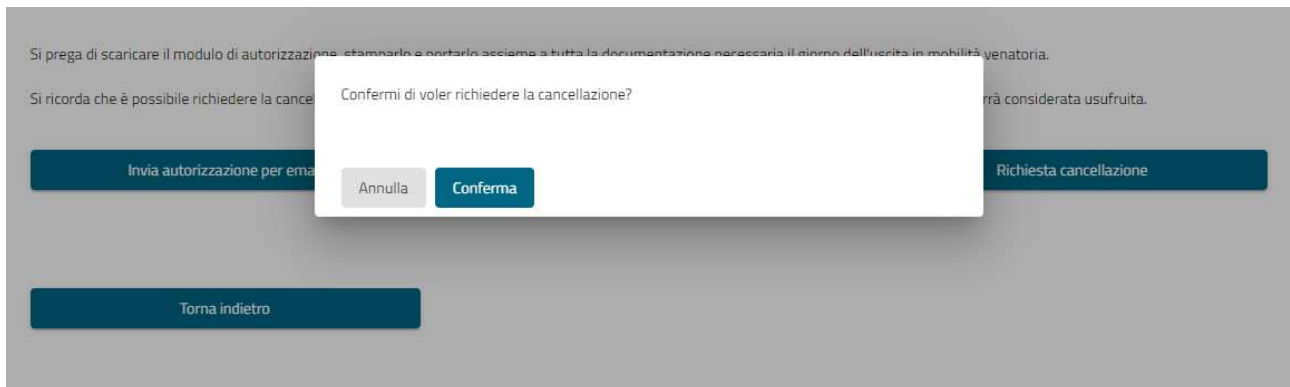 Si prega di scaricare il modulo di autorizzazione, stamparlo e portarlo assieme a tutta la documentazione necessaria il giorno dell'uscita in mobilità venatoria.
Si ricorda che è possibile richiedere la cance rrà considerata usufruita.
Confermi di voler richiedere la cancellazione?
Invia autorizzazione per ema
Richiesta cancellazione
Annulla
Conferma
Torna indietro